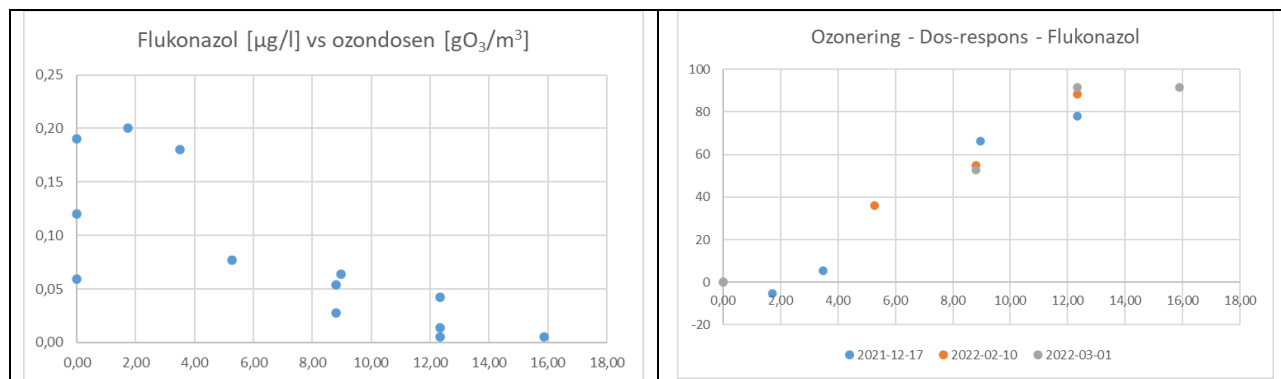 Flukonazol [µg/l] vs ozondosen [gO₃/m³]
0,25
0,20
0,15
0,10
0,05
0,00
0,00 2,00 4,00 6,00 8,00 10,00 12,00 14,00 16,00 18,00
Ozonering - Dos-respons - Flukonazol
100
80
60
40
20
0
-20
0,00 2,00 4,00 6,00 8,00 10,00 12,00 14,00 16,00 18,00
2021-12-17 2022-02-10 2022-03-01